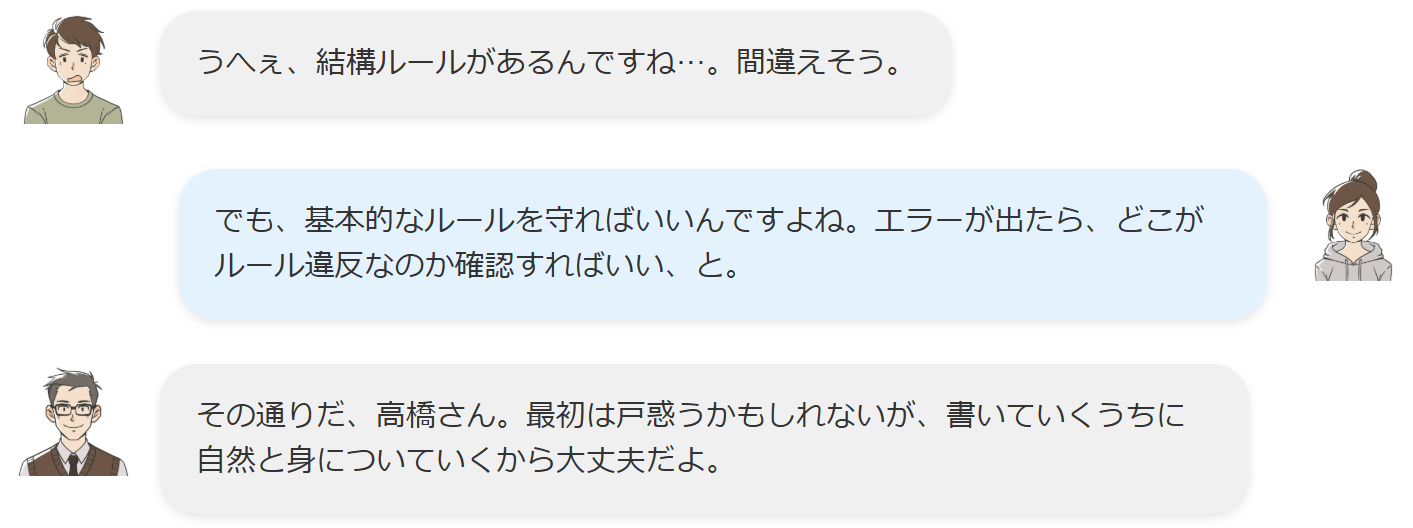 うへぇ、結構ルールがあるんですね…。間違えそう。
でも、基本的なルールを守ればいいんですよね。エラーが出たら、どこが
ルール違反なのか確認すればいい、と。
その通りだ、高橋さん。最初は戸惑うかもしれないが、書いていくうちに
自然と身についていくから大丈夫だよ。